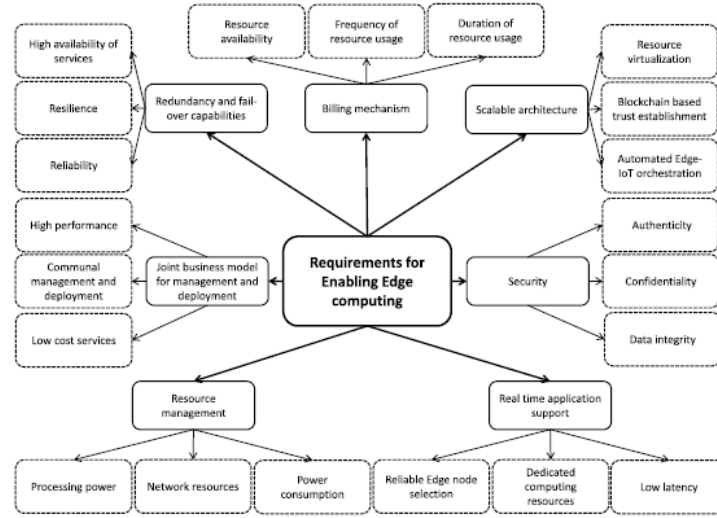 Resource
availability
Frequency of
resource usage
Duration of
resource usage
High availability of
services
Resilience
Reliability
Redundancy and fail-
over capabilities
Billing mechanism
Scalable architecture
Resource
virtualization
Blockchain based
trust establishment
Automated Edge-
IoT orchestration
High performance
Communal
management and
deployment
Low cost services
Joint business model
for management and
deployment
Requirements for
Enabling Edge
computing
Security
Authenticity
Confidentiality
Data integrity
Resource
management
Real time application
support
Processing power
Network resources
Power
consumption
Reliable Edge node
selection
Dedicated
computing
resources
Low latency